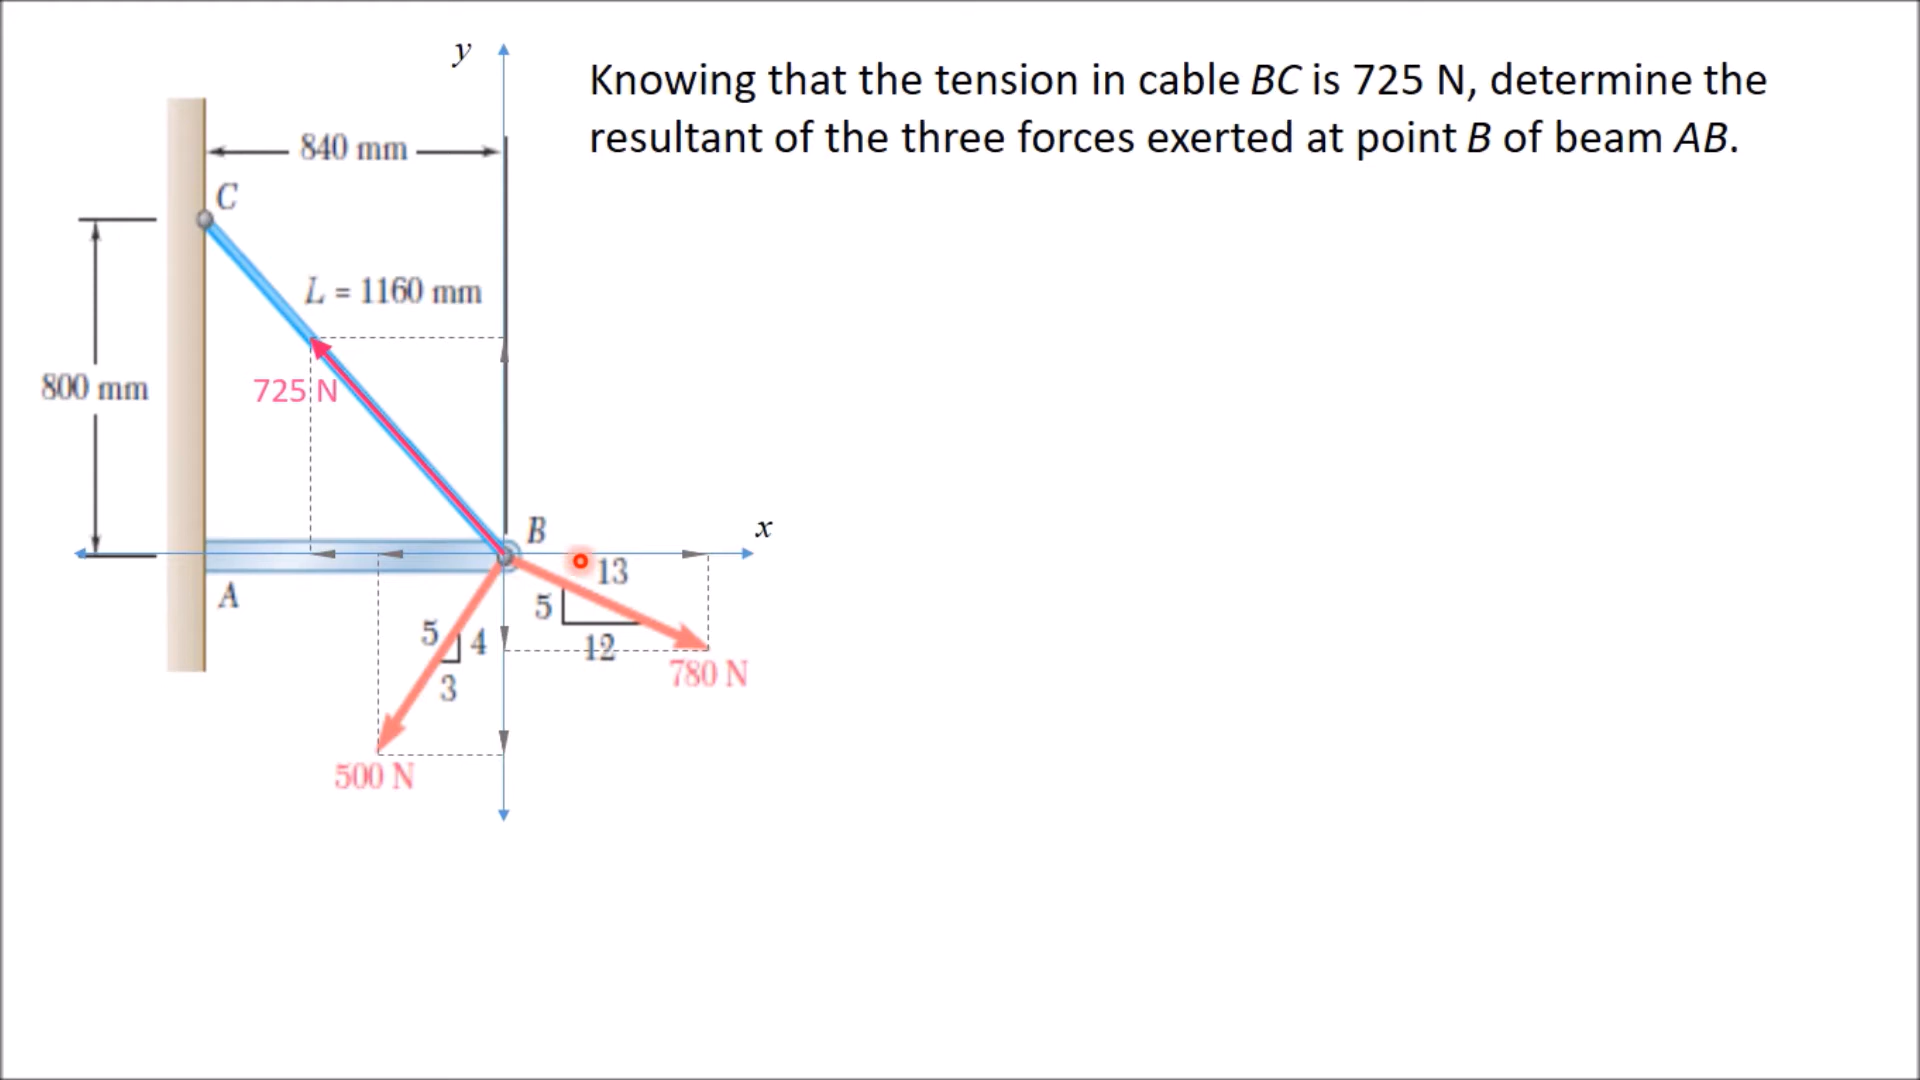 y
Knowing that the tension in cable BC is 725 N, determine the
resultant of the three forces exerted at point B of beam AB.
840 mm
C
L = 1160 mm
800 mm
725 N
B
x
13
A
5
5
4
12
780 N
3
500 N